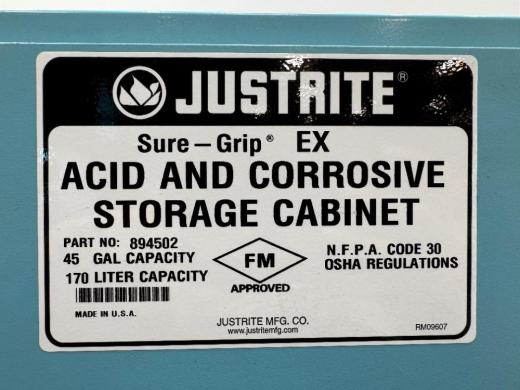 JUSTRITE®
Sure-Grip® EX
ACID AND CORROSIVE
STORAGE CABINET
PART NO: 894502
45 GAL CAPACITY
170 LITER CAPACITY
MADE IN U.S.A.
FM
APPROVED
N.F.P.A. CODE 30
OSHA REGULATIONS
JUSTRITE MFG. CO.
www.justritemfg.com
RM09607